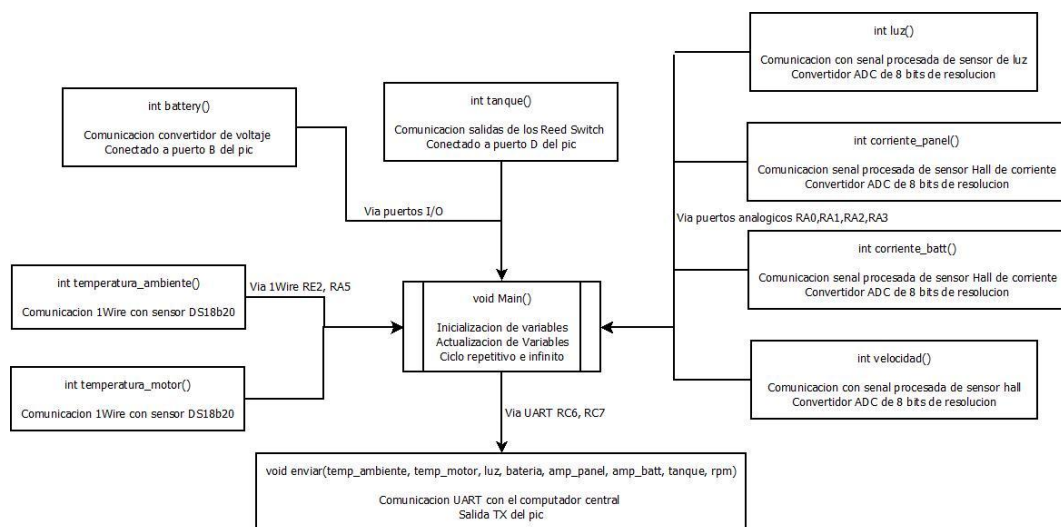 int luz()
Comunicacion con senal procesada de sensor de luz
Convertidor ADC de 8 bits de resolucion
int battery()
Comunicacion convertidor de voltaje
Conectado a puerto B del pic
int tanque()
Comunicacion salidas de los Reed Switch
Conectado a puerto D del pic
int corriente_panel()
Comunicacion senal procesada de sensor Hall de corriente
Convertidor ADC de 8 bits de resolucion
Via puertos I/O
Via puertos analogicos RA0,RA1,RA2,RA3
int corriente_batt()
Comunicacion senal procesada de sensor Hall de corriente
Convertidor ADC de 8 bits de resolucion
int temperatura_ambiente()
Comunicacion 1Wire con sensor DS18b20
Via 1Wire RE2, RA5
void Main()
Inicializacion de variables
Actualizacion de Variables
Ciclo repetitivo e infinito
int velocidad()
Comunicacion con senal procesada de sensor hall
Convertidor ADC de 8 bits de resolucion
int temperatura_motor()
Comunicacion 1Wire con sensor DS18b20
Via UART RC6, RC7
void enviar(temp_ambiente, temp_motor, luz, bateria, amp_panel, amp_batt, tanque, rpm)
Comunicacion UART con el computador central
Salida TX del pic